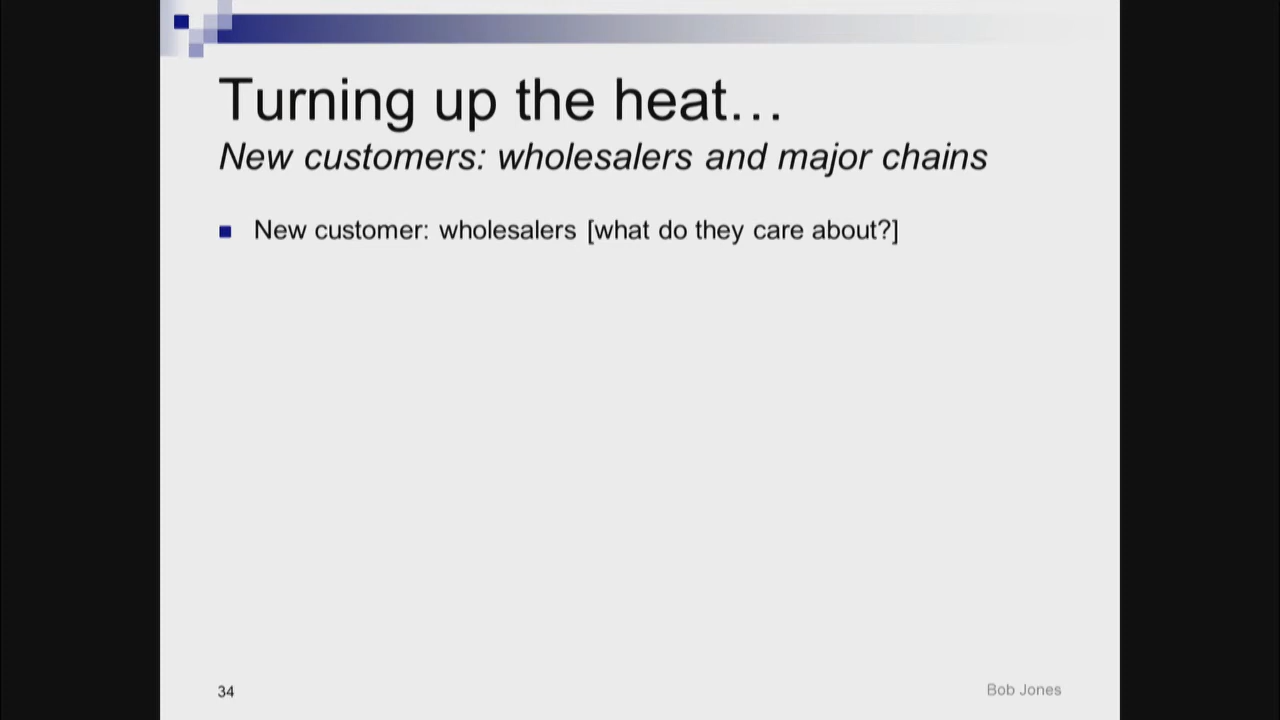 Turning up the heat…
New customers: wholesalers and major chains
New customer: wholesalers [what do they care about?]
34
Bob Jones